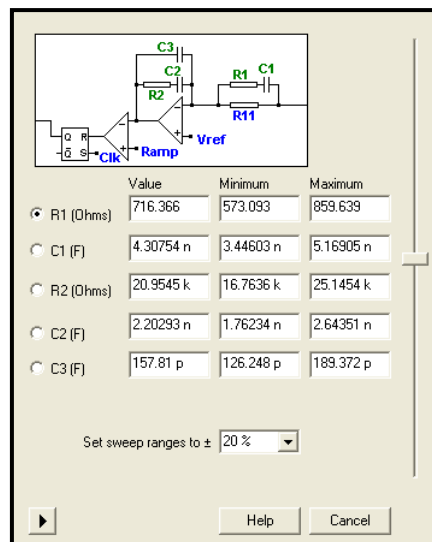 C3
C2
R2
R1 C1
R11
Vref
Q R
Q S
Clk
Ramp
Value Minimum Maximum
R1 (Ohms) 716.366 573.093 859.639
C1 (F) 4.30754 n 3.44603 n 5.16905 n
R2 (Ohms) 20.9545 k 16.7636 k 25.1454 k
C2 (F) 2.20293 n 1.76234 n 2.64351 n
C3 (F) 157.81 p 126.248 p 189.372 p
Set sweep ranges to ± 20 %
Help Cancel